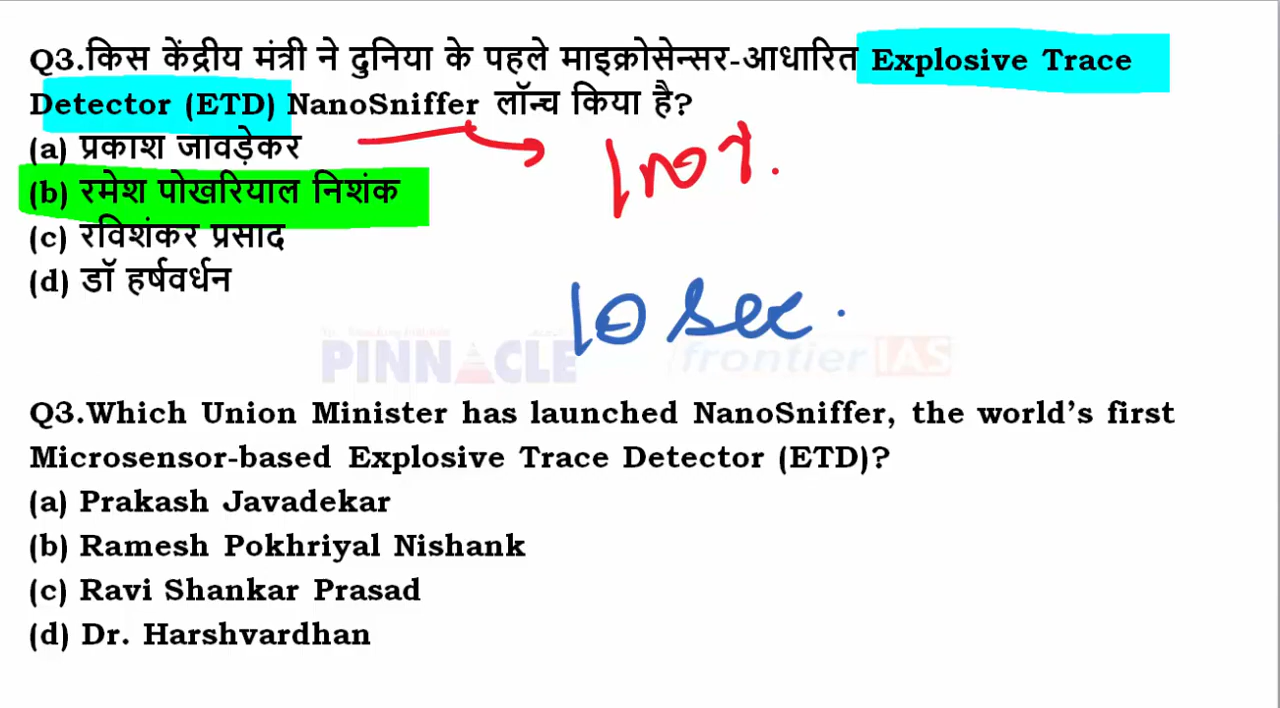 Q3.किस केंद्रीय मंत्री ने दुनिया के पहले माइक्रोसेन्सर-आधारित Explosive Trace
Detector (ETD) NanoSniffer लॉन्च किया है?
(a) प्रकाश जावड़ेकर
(b) रमेश पोखरियाल निशंक
(c) रविशंकर प्रसाद
(d) डॉ हर्षवर्धन
10 sec.
PINNACLE frontier IAS
Q3.Which Union Minister has launched NanoSniffer, the world’s first
Microsensor-based Explosive Trace Detector (ETD)?
(a) Prakash Javadekar
(b) Ramesh Pokhriyal Nishank
(c) Ravi Shankar Prasad
(d) Dr. Harshvardhan